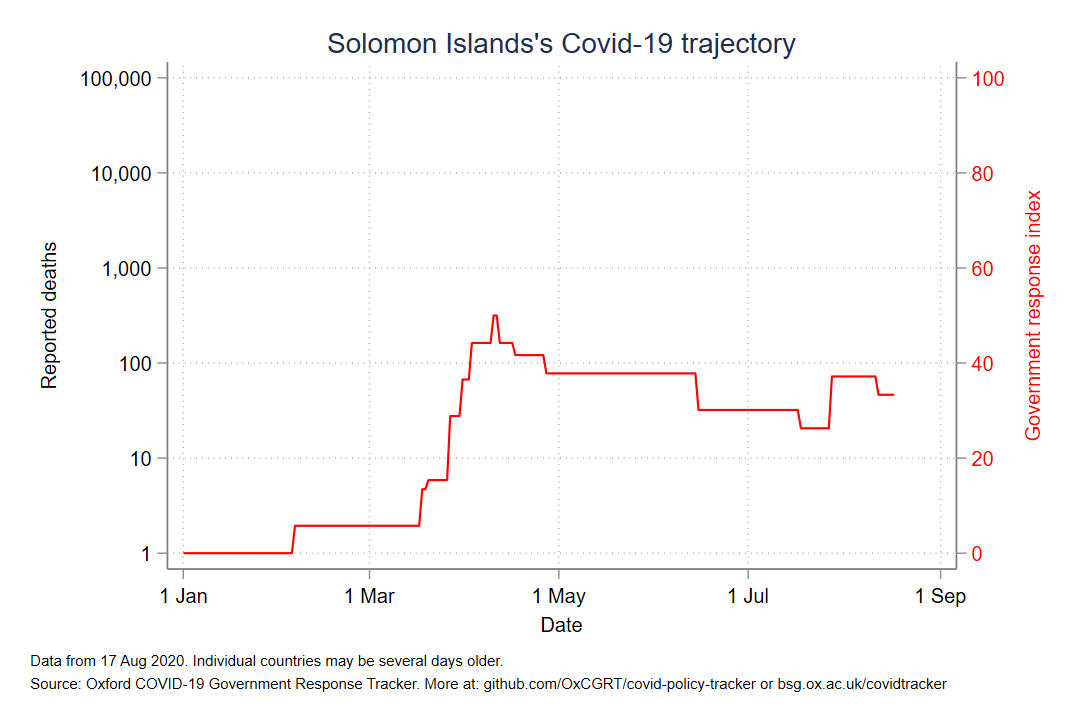 Solomon Islands's Covid-19 trajectory
100,000
10,000
1,000
100
10
1
Reported deaths
100
80
60
40
20
0
Government response index
1 Jan 1 Mar 1 May 1 Jul 1 Sep
Date
Data from 17 Aug 2020. Individual countries may be several days older.
Source: Oxford COVID-19 Government Response Tracker. More at: github.com/OxCGRT/covid-policy-tracker or bsg.ox.ac.uk/covidtracker